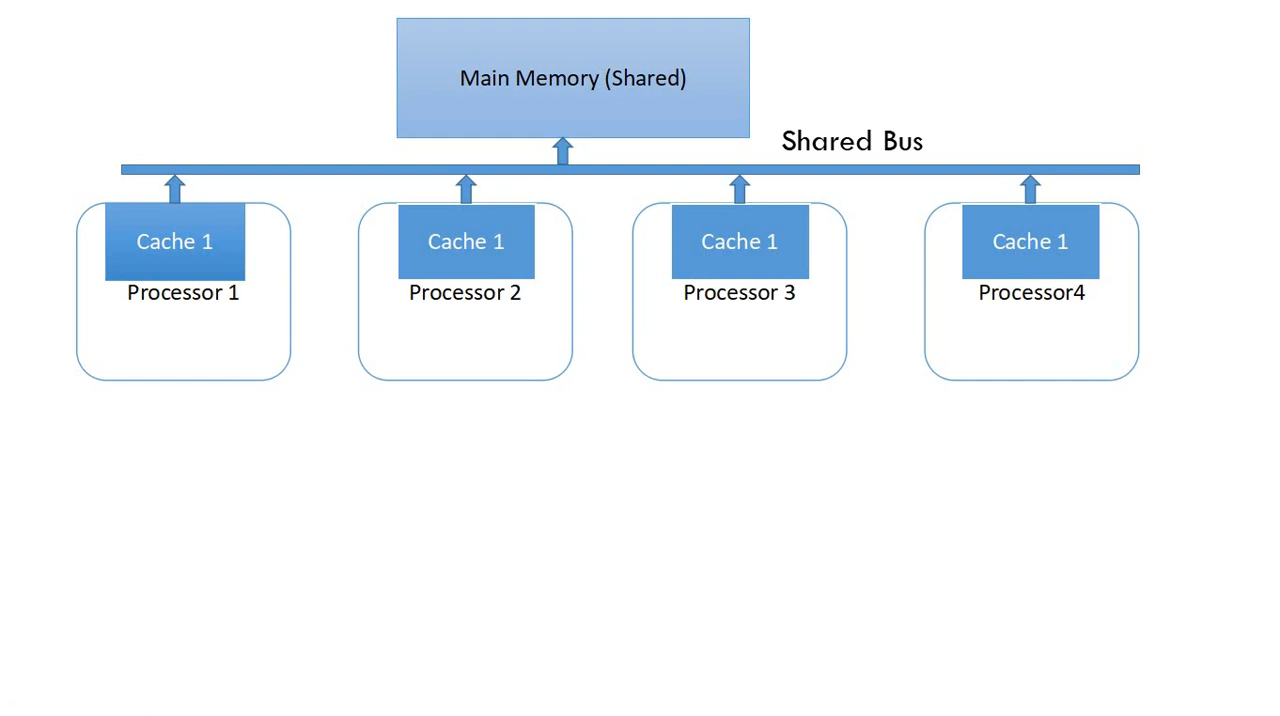 Main Memory (Shared)
Shared Bus
Cache 1
Cache 1
Cache 1
Cache 1
Processor 1
Processor 2
Processor 3
Processor4